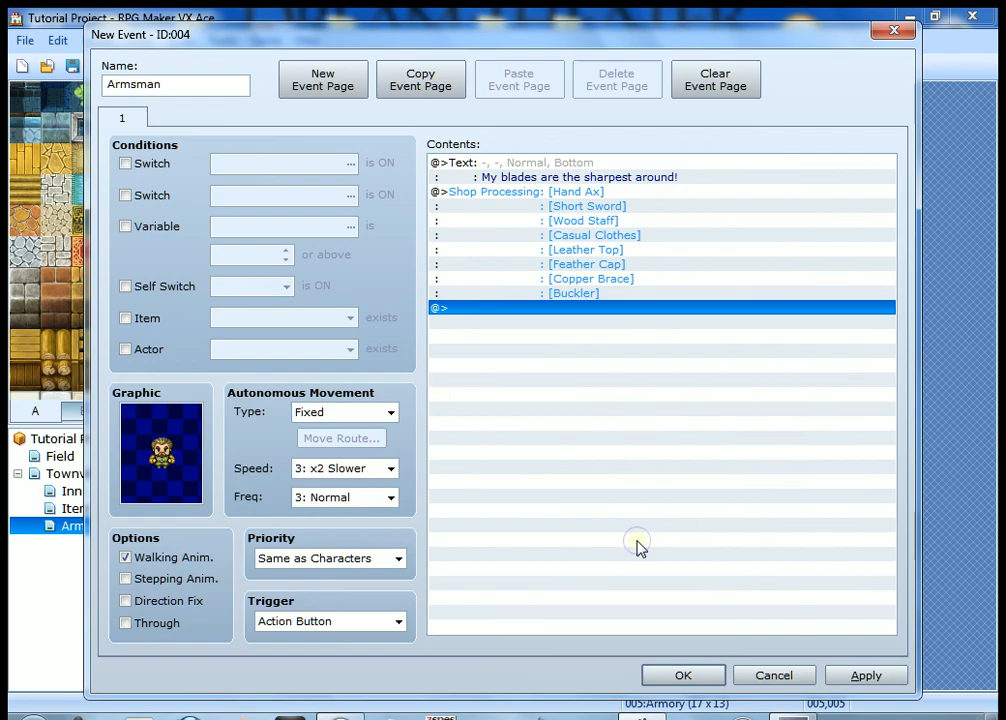 Tutorial Project - RPG Maker VX Ace
File Edit
New Event - ID:004
Name:
Armsman
New Event Page
Copy Event Page
Paste Event Page
Delete Event Page
Clear Event Page
1
Conditions
Switch ... is ON
Switch ... is ON
Variable ... is
or above
Self Switch is ON
Item exists
Actor exists
Graphic
Autonomous Movement
Type: Fixed
Move Route...
Speed: 3: x2 Slower
Freq: 3: Normal
Options
Walking Anim.
Stepping Anim.
Direction Fix
Through
Priority
Same as Characters
Trigger
Action Button
Contents:
@>Text: -, -, Normal, Bottom
: : My blades are the sharpest around!
@>Shop Processing: [Hand Ax]
: : [Short Sword]
: : [Wood Staff]
: : [Casual Clothes]
: : [Leather Top]
: : [Feather Cap]
: : [Copper Brace]
: : [Buckler]
@>
A
Tutorial P
Field
Townv
Inn
Iter
Arm
OK Cancel Apply
005:Armory (17 x 13) 005,005